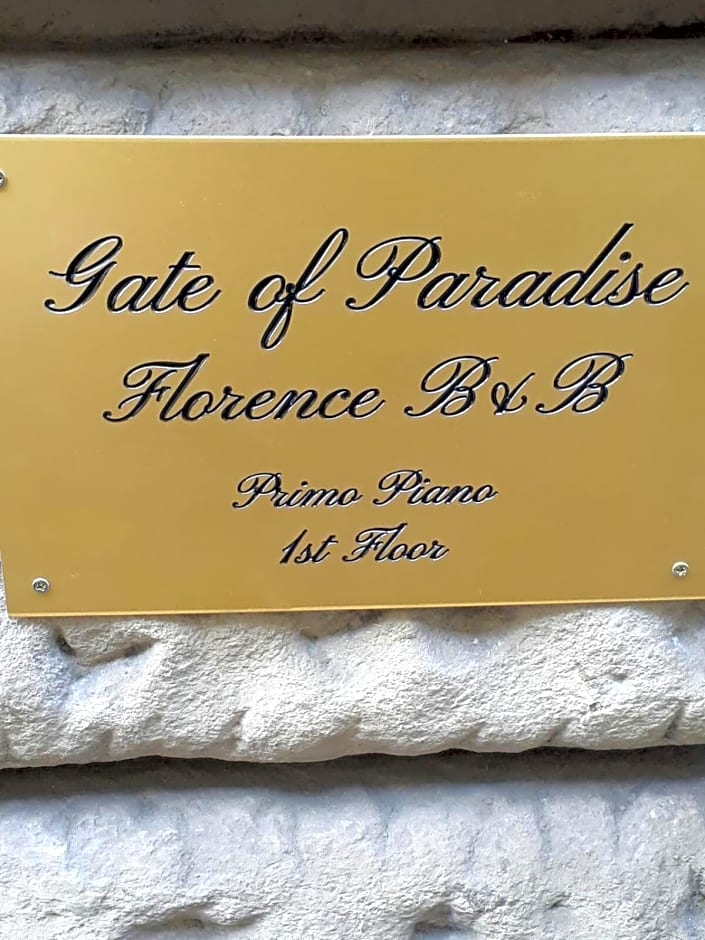 Gate of Paradise
Florence B&B
Primo Piano
1st Floor